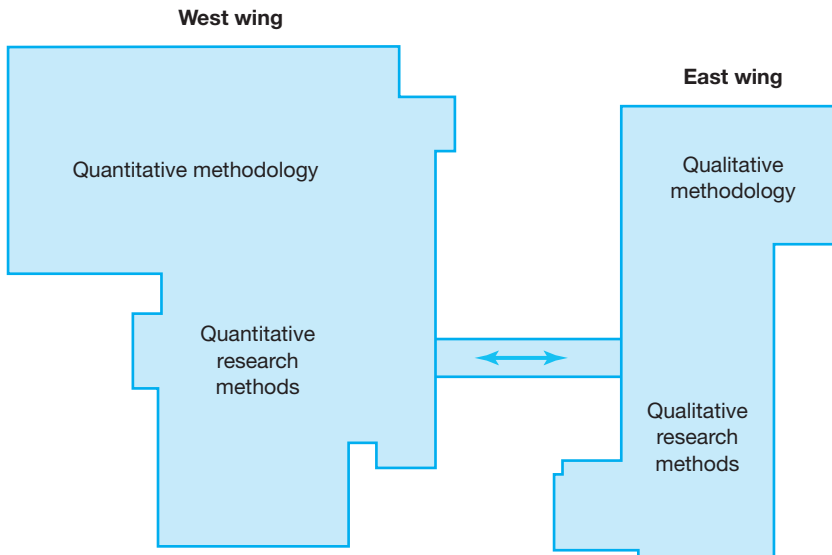 West wing
East wing
Quantitative methodology
Qualitative
methodology
Quantitative
research
methods
Qualitative
research
methods